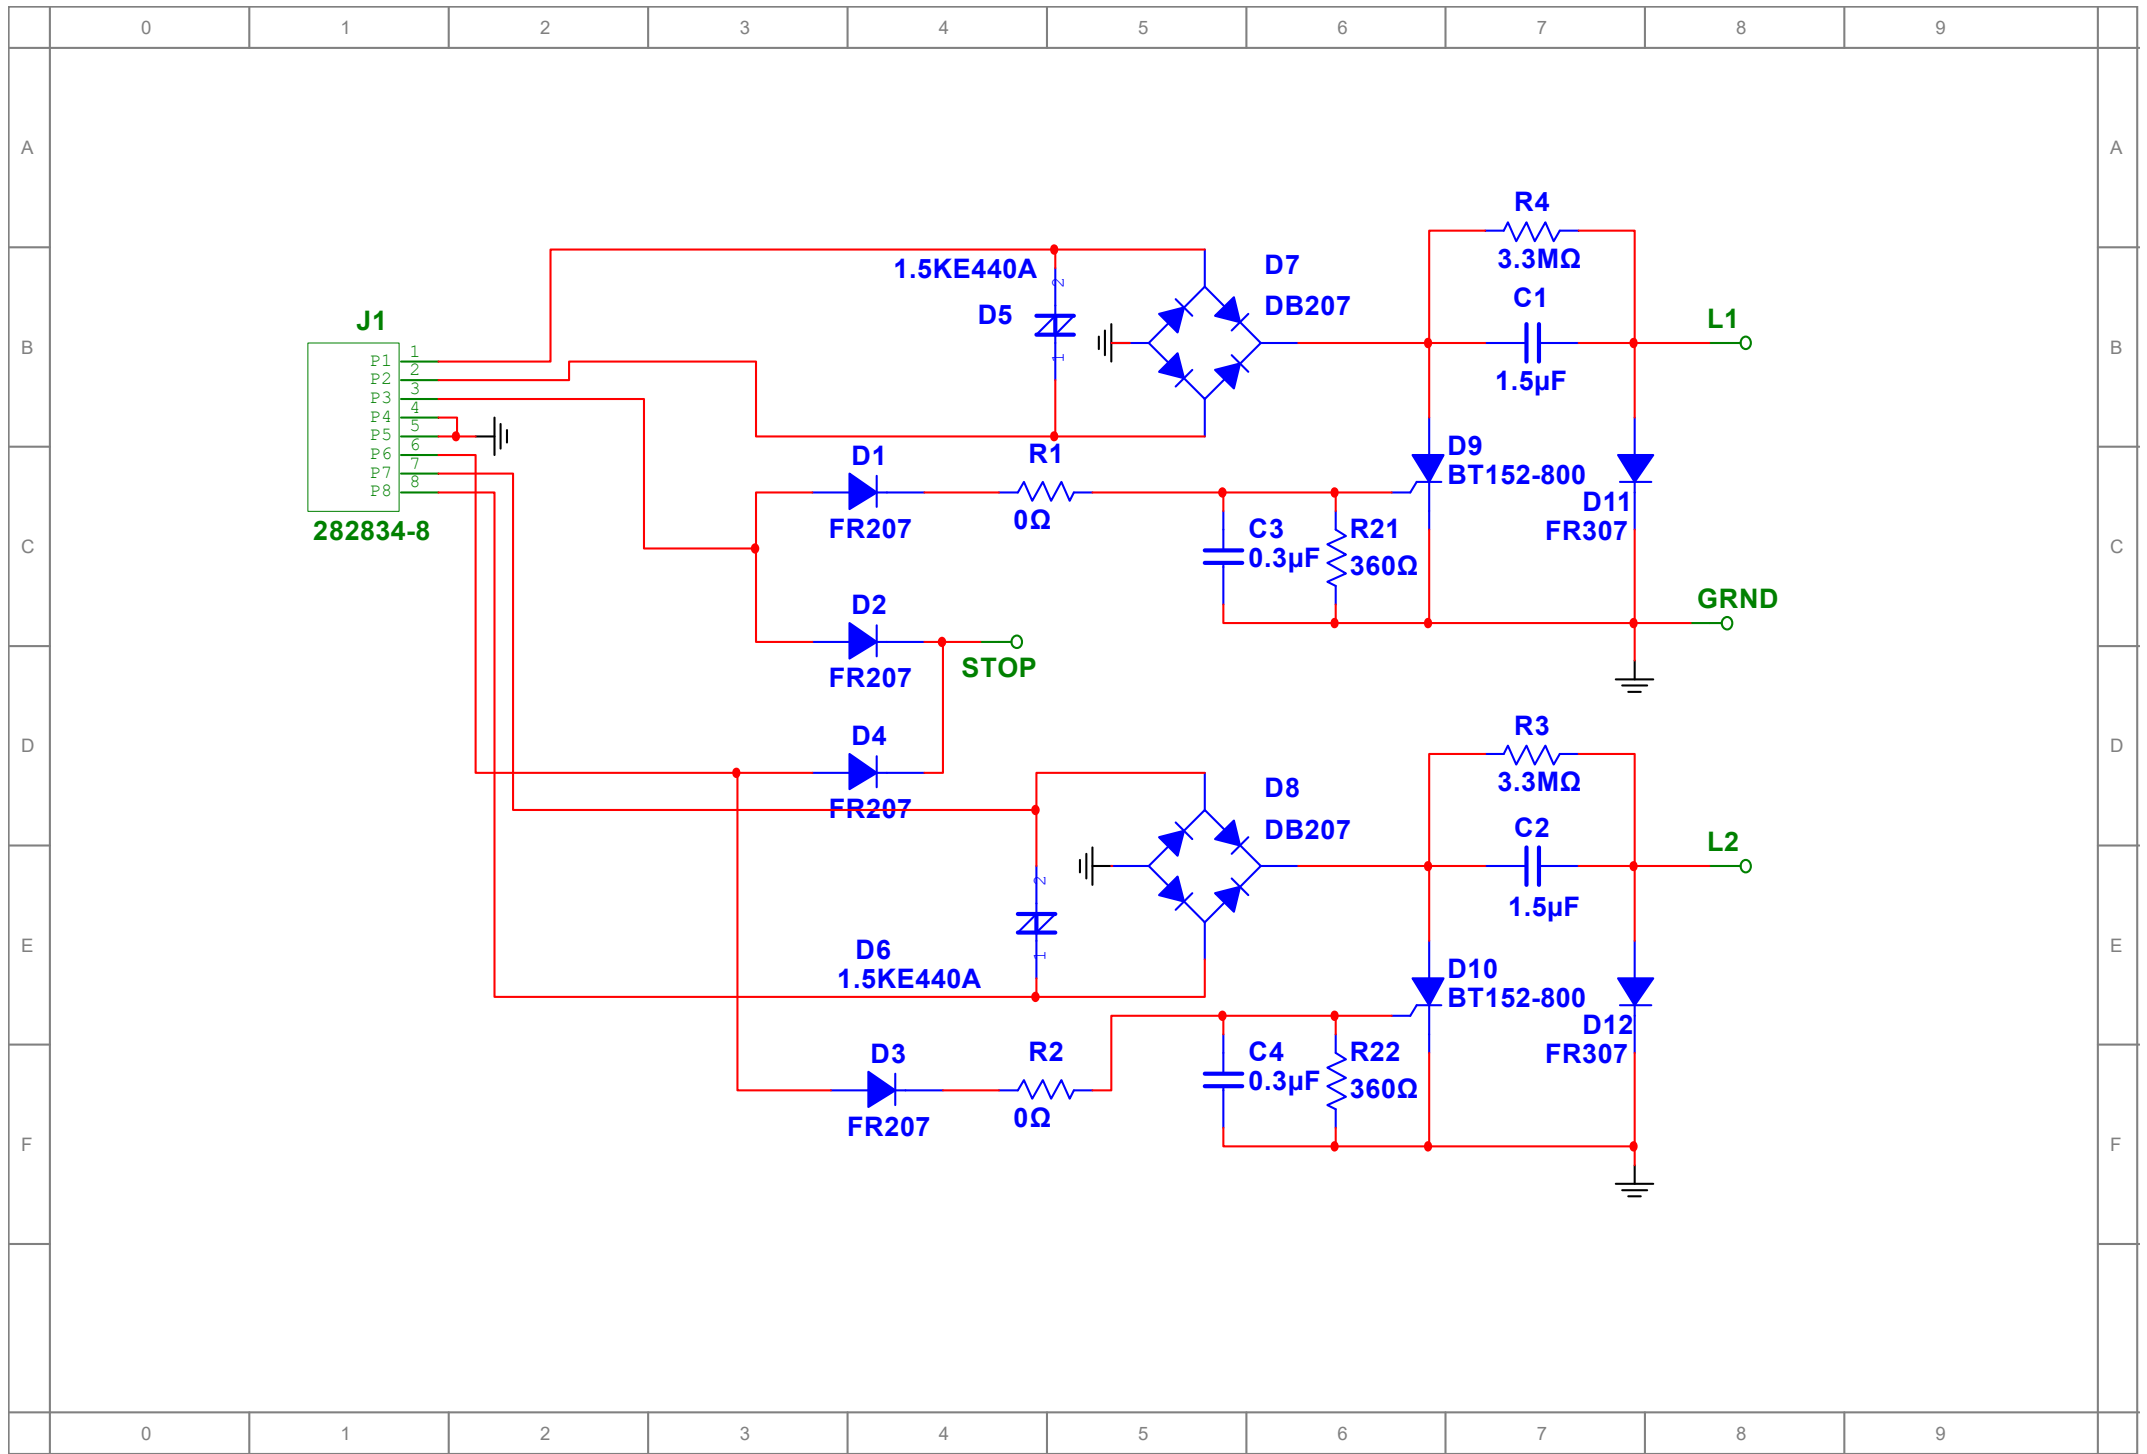 0 1 2 3 4 5 6 7 8 9
A A
R4
3.3MΩ
1.5KE440A
D7
DB207
D5
2
1
C1
1.5µF
L1
B B
J1
P1 1
P2 2
P3 3
P4 4
P5 5
P6 6
P7 7
P8 8
282834-8
D1
FR207
R1
0Ω
D9
BT152-800
D11
FR307
C3
0.3µF
R21
360Ω
C C
GRND
D2
FR207
STOP
D4
FR207
D D
R3
3.3MΩ
D8
DB207
C2
1.5µF
L2
2
1
D6
1.5KE440A
E E
D10
BT152-800
D12
FR307
D3
FR207
R2
0Ω
C4
0.3µF
R22
360Ω
F F
0 1 2 3 4 5 6 7 8 9